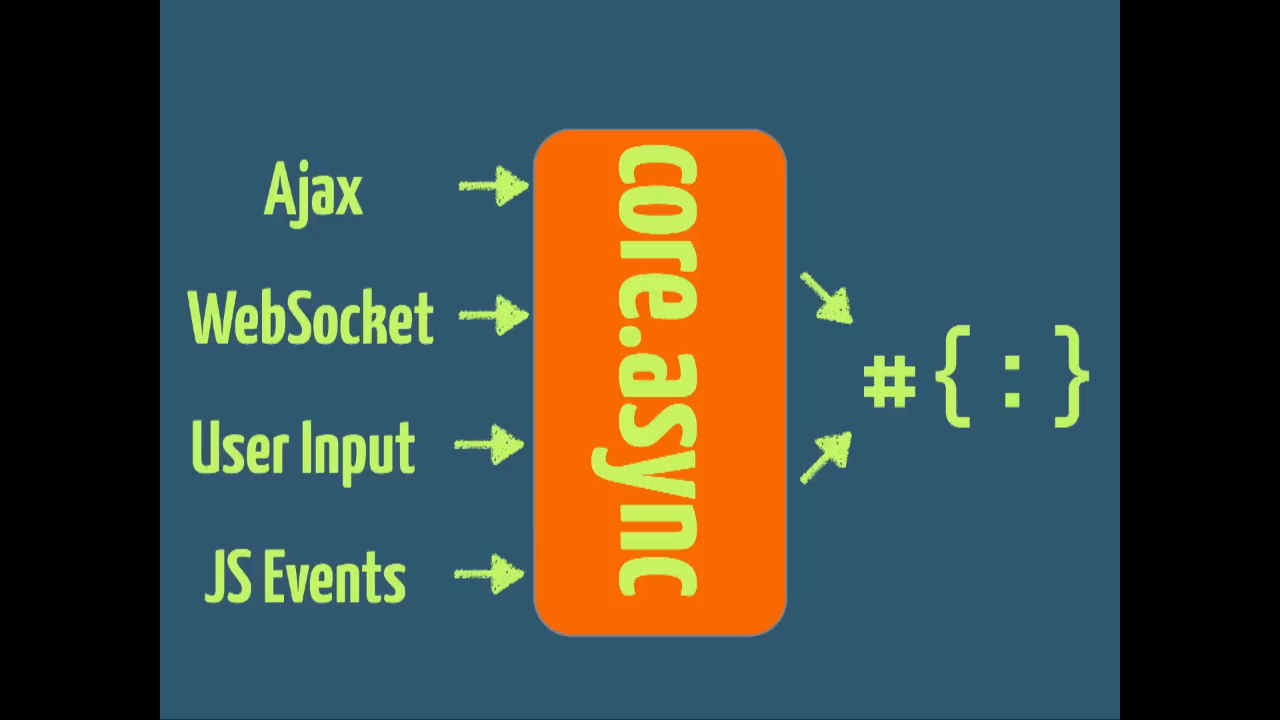 Ajax
WebSocket
User Input
JS Events
core.async
#{:}